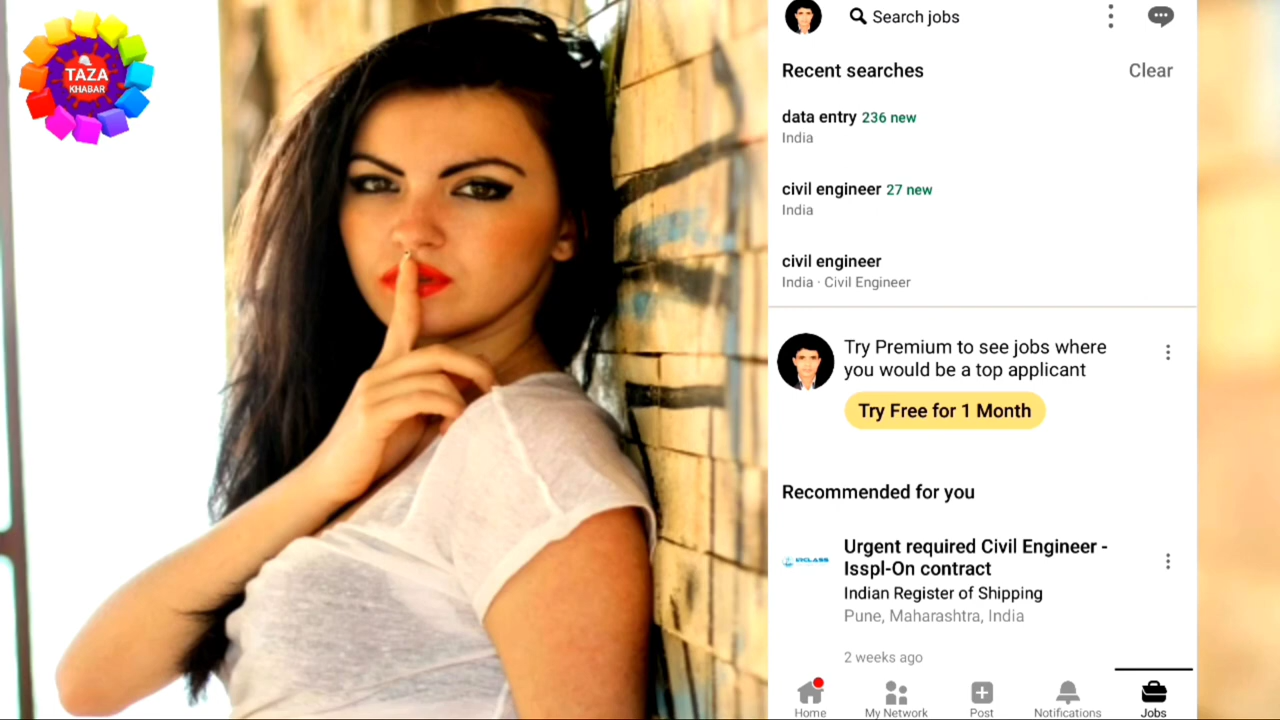 TAZA
KHABAR
Search jobs
Recent searches
Clear
data entry 236 new
India
civil engineer 27 new
India
civil engineer
India · Civil Engineer
Try Premium to see jobs where
you would be a top applicant
Try Free for 1 Month
Recommended for you
Urgent required Civil Engineer -
Isspl-On contract
Indian Register of Shipping
Pune, Maharashtra, India
2 weeks ago
Home
My Network
Post
Notifications
Jobs